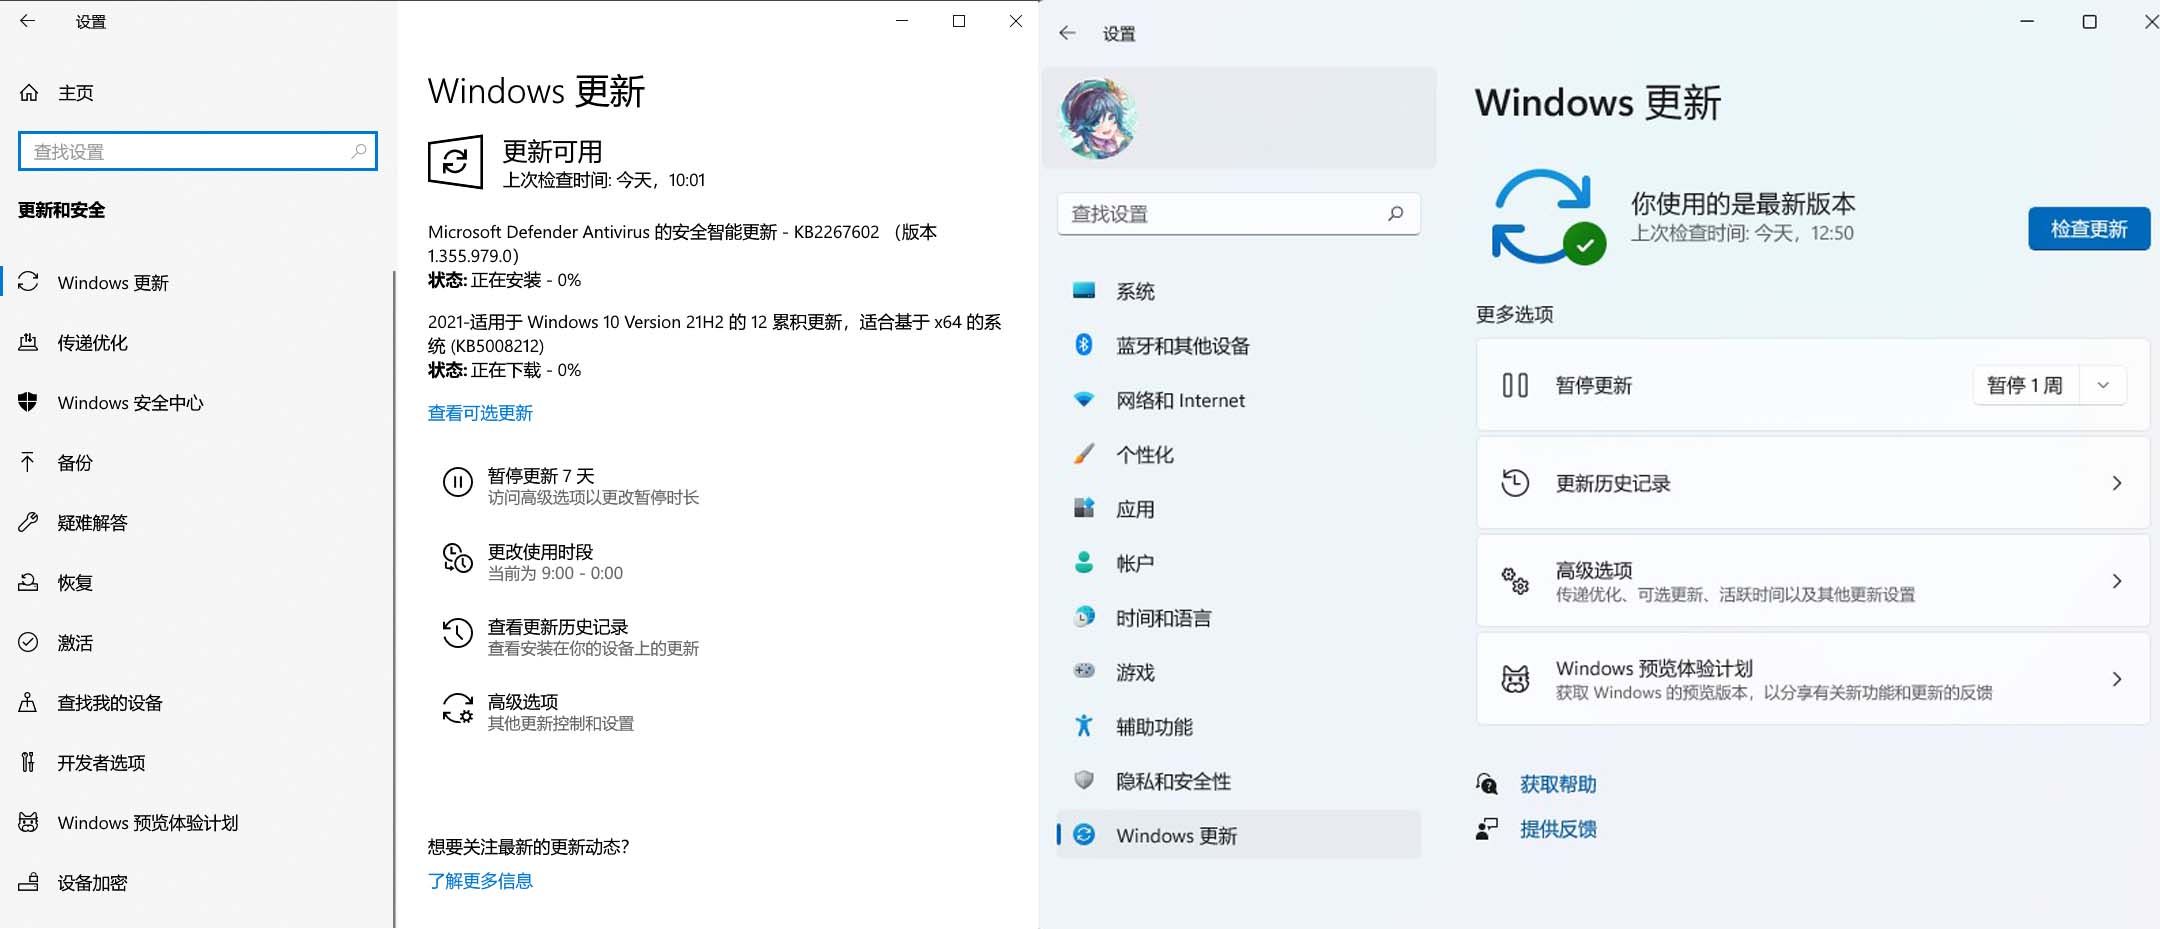 设置
主页
查找设置
更新和安全
Windows 更新
传递优化
Windows 安全中心
备份
疑难解答
恢复
激活
查找我的设备
开发者选项
Windows 预览体验计划
设备加密
Windows 更新
更新可用
上次检查时间: 今天，10:01
Microsoft Defender Antivirus 的安全智能更新 - KB2267602 （版本
1.355.979.0）
状态: 正在安装 - 0%
2021-适用于 Windows 10 Version 21H2 的 12 累积更新，适合基于 x64 的系
统 (KB5008212)
状态: 正在下载 - 0%
查看可选更新
暂停更新 7 天
访问高级选项以更改暂停时长
更改使用时段
当前为 9:00 - 0:00
查看更新历史记录
查看安装在你的设备上的更新
高级选项
其他更新控制和设置
想要关注最新的更新动态?
了解更多信息
设置
查找设置
系统
蓝牙和其他设备
网络和 Internet
个性化
应用
帐户
时间和语言
游戏
辅助功能
隐私和安全性
Windows 更新
Windows 更新
你使用的是最新版本
上次检查时间: 今天，12:50
检查更新
更多选项
暂停更新
暂停 1 周
更新历史记录
高级选项
传递优化、可选更新、活跃时间以及其他更新设置
Windows 预览体验计划
获取 Windows 的预览版本，以分享有关新功能和更新的反馈
获取帮助
提供反馈